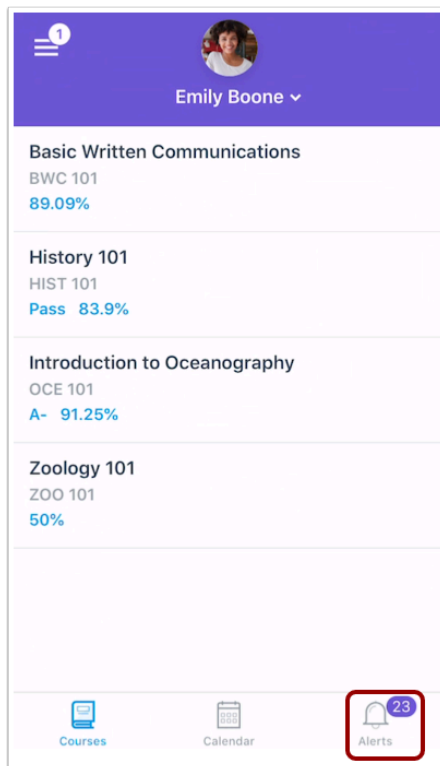 1
Emily Boone
Basic Written Communications
BWC 101
89.09%
History 101
HIST 101
Pass 83.9%
Introduction to Oceanography
OCE 101
A- 91.25%
Zoology 101
ZOO 101
50%
23
Courses Calendar Alerts